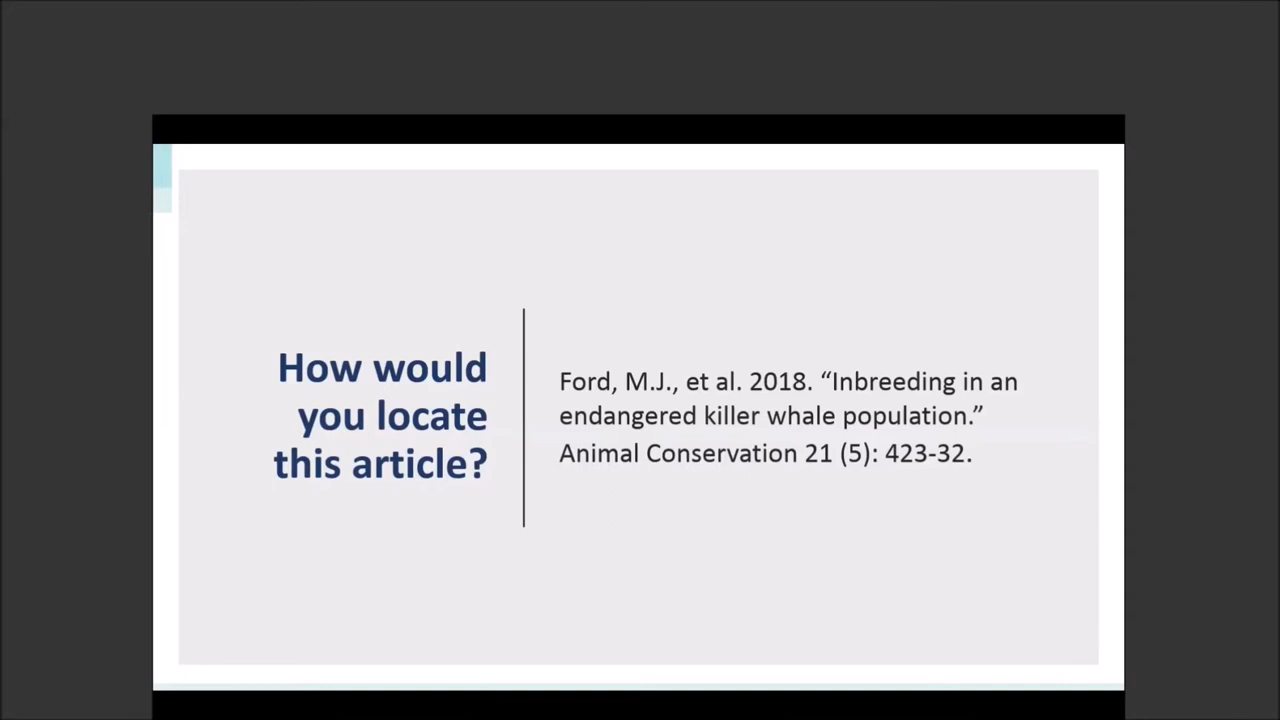 How would
you locate
this article?
Ford, M.J., et al. 2018. “Inbreeding in an
endangered killer whale population.”
Animal Conservation 21 (5): 423-32.